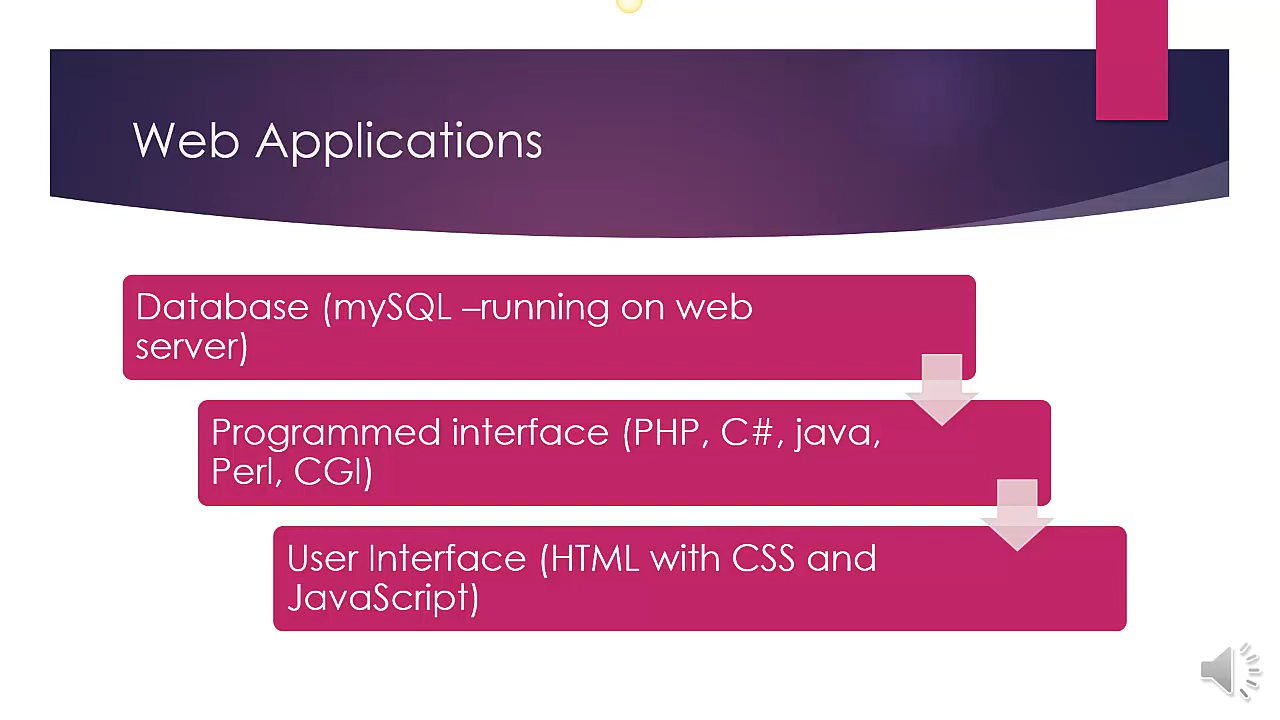 Web Applications
Database (mySQL –running on web
server)
Programmed interface (PHP, C#, java,
Perl, CGI)
User Interface (HTML with CSS and
JavaScript)